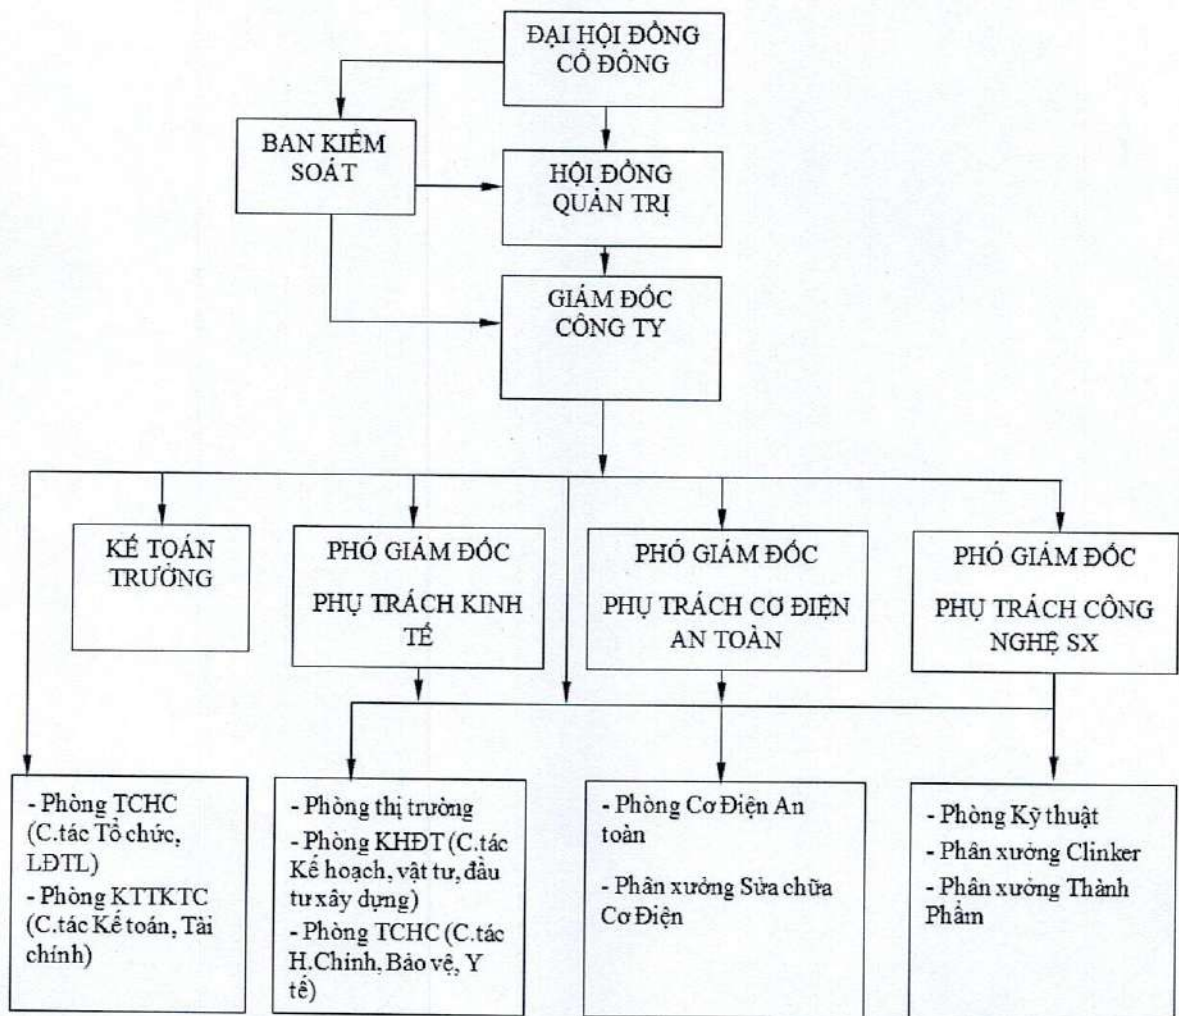 ĐẠI HỘI ĐỒNG
CỔ ĐÔNG
BAN KIỂM
SOÁT
HỘI ĐỒNG
QUẢN TRỊ
GIÁM ĐỐC
CÔNG TY
KẾ TOÁN
TRƯỞNG
PHÓ GIÁM ĐỐC
PHỤ TRÁCH KINH
TẾ
PHÓ GIÁM ĐỐC
PHỤ TRÁCH CƠ ĐIỆN
AN TOÀN
PHÓ GIÁM ĐỐC
PHỤ TRÁCH CÔNG
NGHỆ SX
- Phòng TCHC
(C.tác Tổ chức,
LĐTL)
- Phòng KTTKTC
(C.tác Kế toán, Tài
chính)
- Phòng thị trường
- Phòng KHĐT (C.tác
Kế hoạch, vật tư, đầu
tư xây dựng)
- Phòng TCHC (C.tác
H.Chính, Bảo vệ, Y
tế)
- Phòng Cơ Điện An
toàn
- Phân xưởng Sửa chữa
Cơ Điện
- Phòng Kỹ thuật
- Phân xưởng Clinker
- Phân xưởng Thành
Phẩm